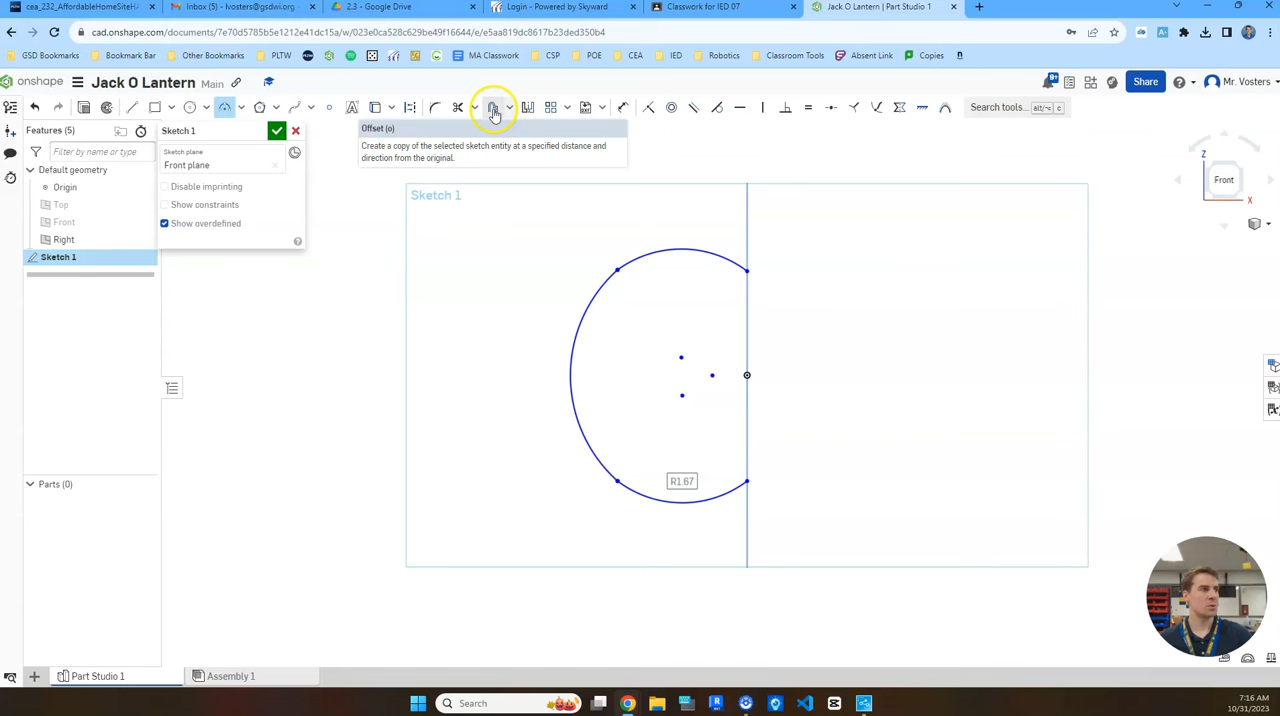 cea_232_AffordableHomeSiteHA
Inbox (7) - lvosters@gsdwi.org
2.3 - Google Drive
Login - Powered by Skyward
Classwork for IED 07
Jack O Lantern | Part Studio 1
cad.onshape.com/documents/7e70d5785b5e1212d41dc15a/w/023e0ca528c629be49f16644/e/e5aa819dc8617b23ded350b4
GSD Bookmarks
Bookmark Bar
Other Bookmarks
PLTW
MA Classwork
CSP
POE
CEA
IED
Robotics
Classroom Tools
Absent Link
Copies
onshape
Jack O Lantern
Main
9+
Share
Mr. Vosters
Search tools...
alt/⌥ c
Features (5)
Filter by name or type
Default geometry
Origin
Top
Front
Right
Sketch 1
Sketch 1
Sketch plane
Front plane
Disable imprinting
Show constraints
Show overdefined
Offset (o)
Create a copy of the selected sketch entity at a specified distance and
direction from the original.
Sketch 1
R1.67
Z
Front
X
Parts (0)
Part Studio 1
Assembly 1
Search
7:16 AM
10/31/2023